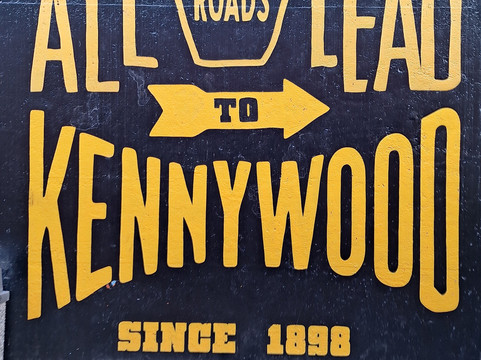 ROADS
ALL LEAD
TO
KENNYWOOD
SINCE 1898